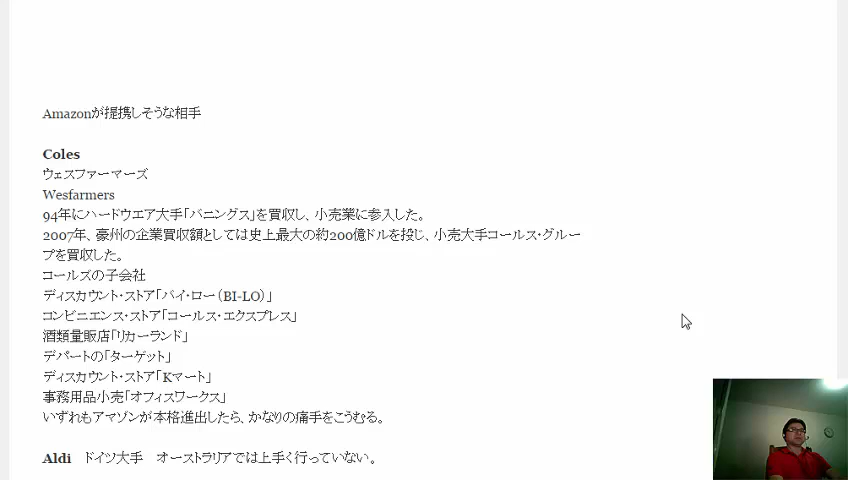 Amazonが提携しそうな相手
Coles
ウェスファーマーズ
Wesfarmers
94年にハードウエア大手「バニングス」を買収し、小売業に参入した。
2007年、豪州の企業買収額としては史上最大の約200億ドルを投じ、小売大手コールス・グルー
プを買収した。
コールズの子会社
ディスカウント・ストア「バイ・ロー（BI-LO）」
コンビニエンス・ストア「コールス・エクスプレス」
酒類量販店「リカーランド」
デパートの「ターゲット」
ディスカウント・ストア「Kマート」
事務用品小売「オフィスワークス」
いずれもアマゾンが本格進出したら、かなりの痛手をこうむる。
Aldi　ドイツ大手　オーストラリアでは上手く行っていない。